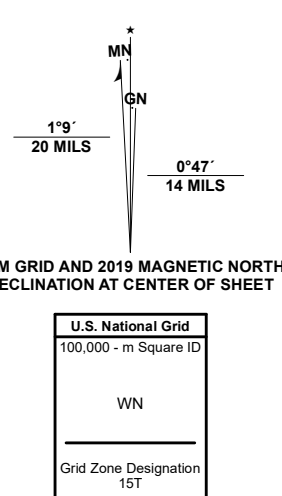 ★
MN
GN
1°9´
20 MILS
0°47´
14 MILS
M GRID AND 2019 MAGNETIC NORTH
ECLINATION AT CENTER OF SHEET
U.S. National Grid
100,000 - m Square ID
WN
Grid Zone Designation
15T